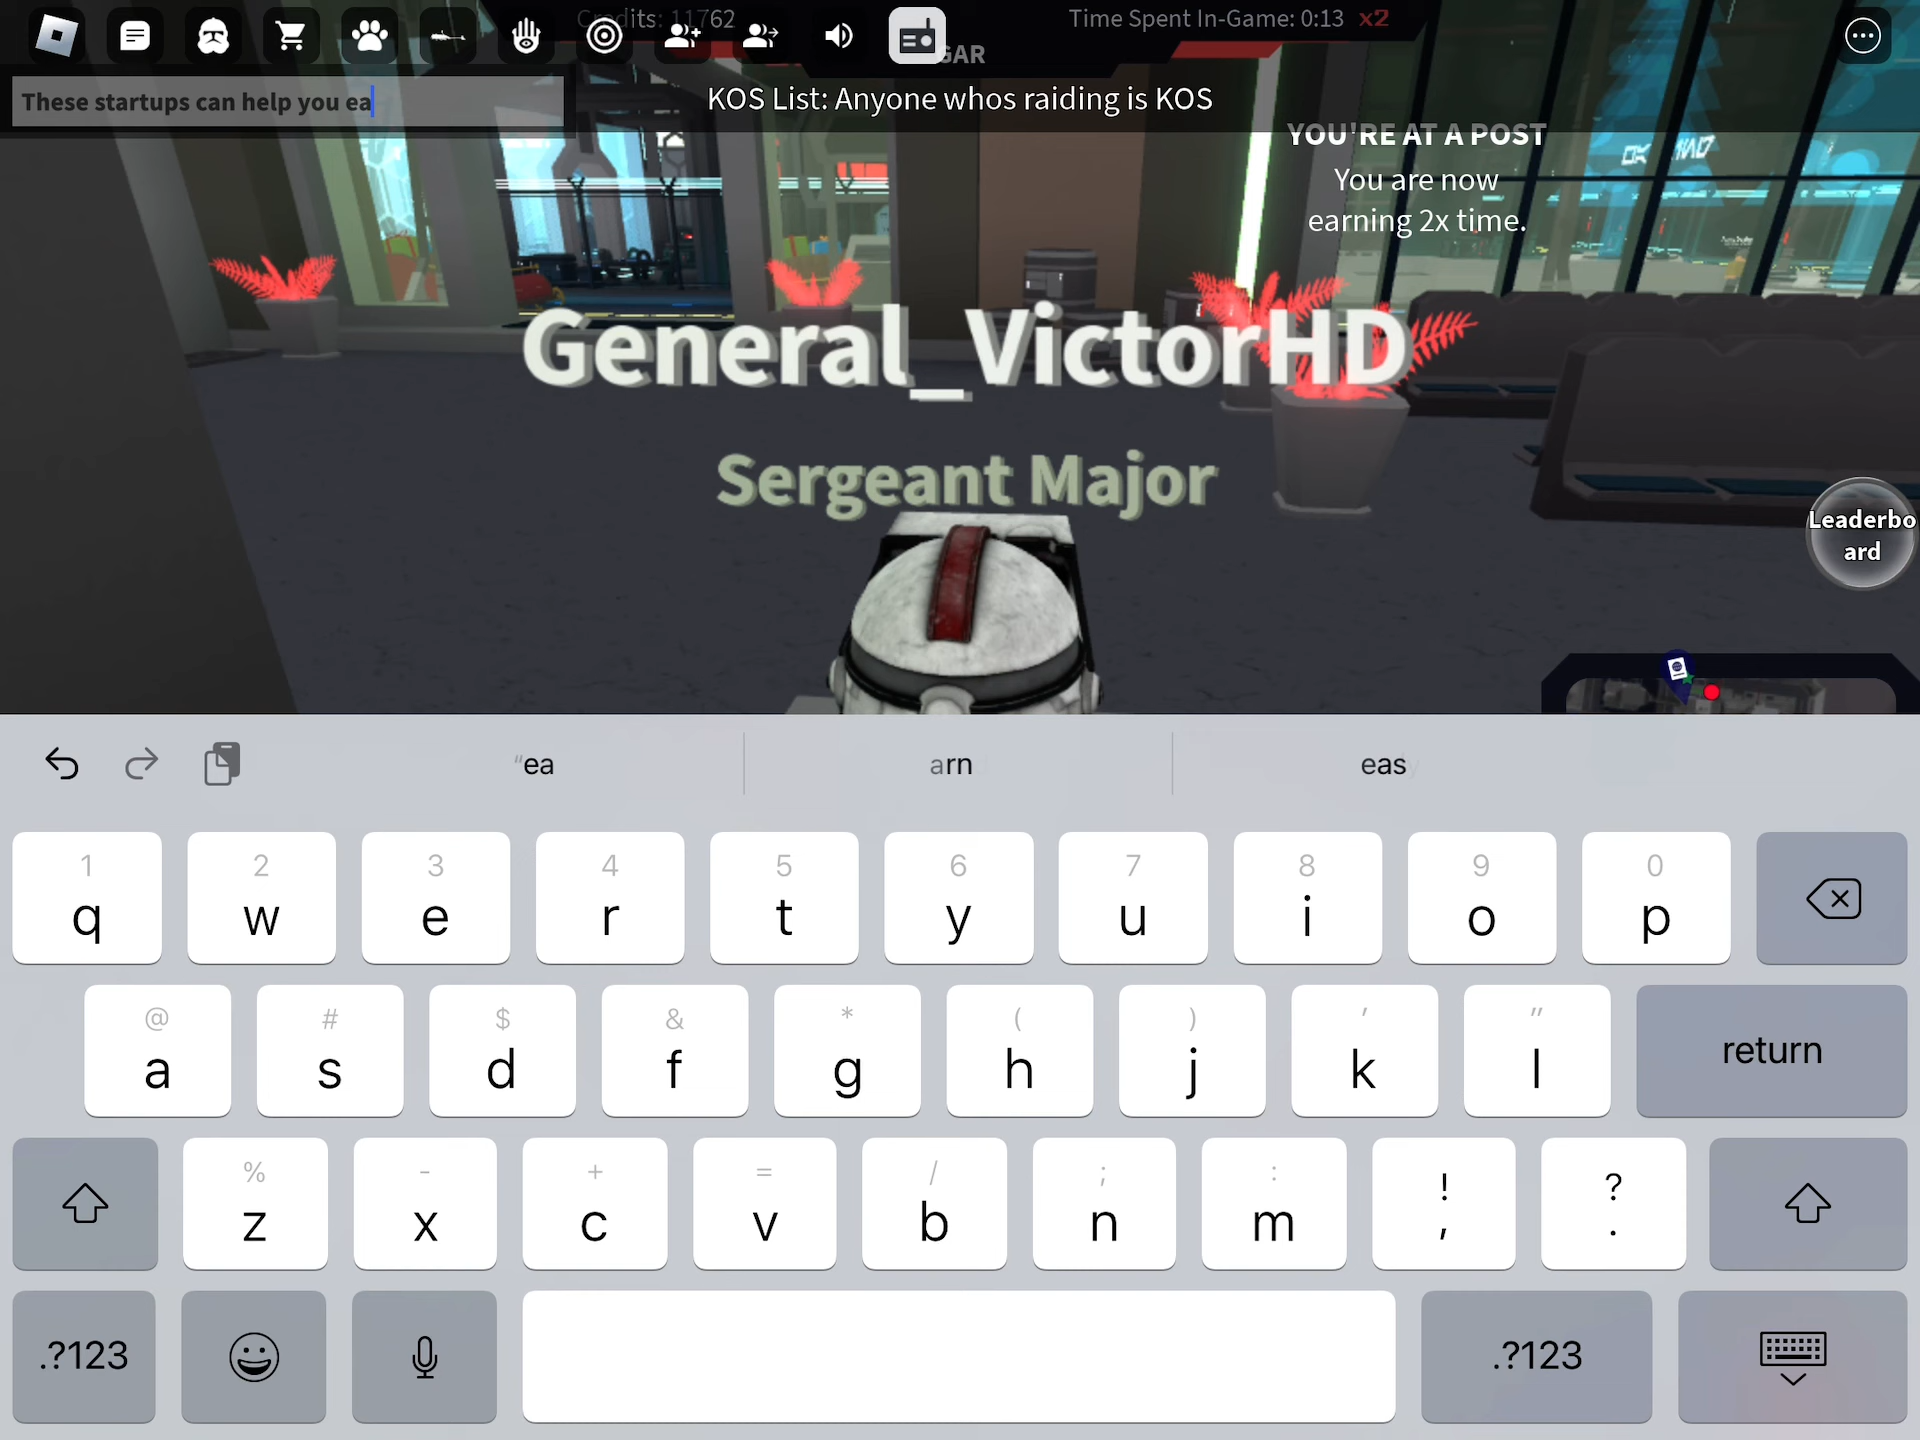 Credits: 11762
Time Spent In-Game: 0:13 x2
GAR
These startups can help you ea
KOS List: Anyone whos raiding is KOS
YOU'RE AT A POST
You are now
earning 2x time.
General_VictorHD
Sergeant Major
Leaderbo
ard
"ea arn eas
1 2 3 4 5 6 7 8 9 0
q w e r t y u i o p
@ # $ & * ( ) ' "
a s d f g h j k l return
% - + = / ; : ! ?
z x c v b n m , .
.?123 .?123